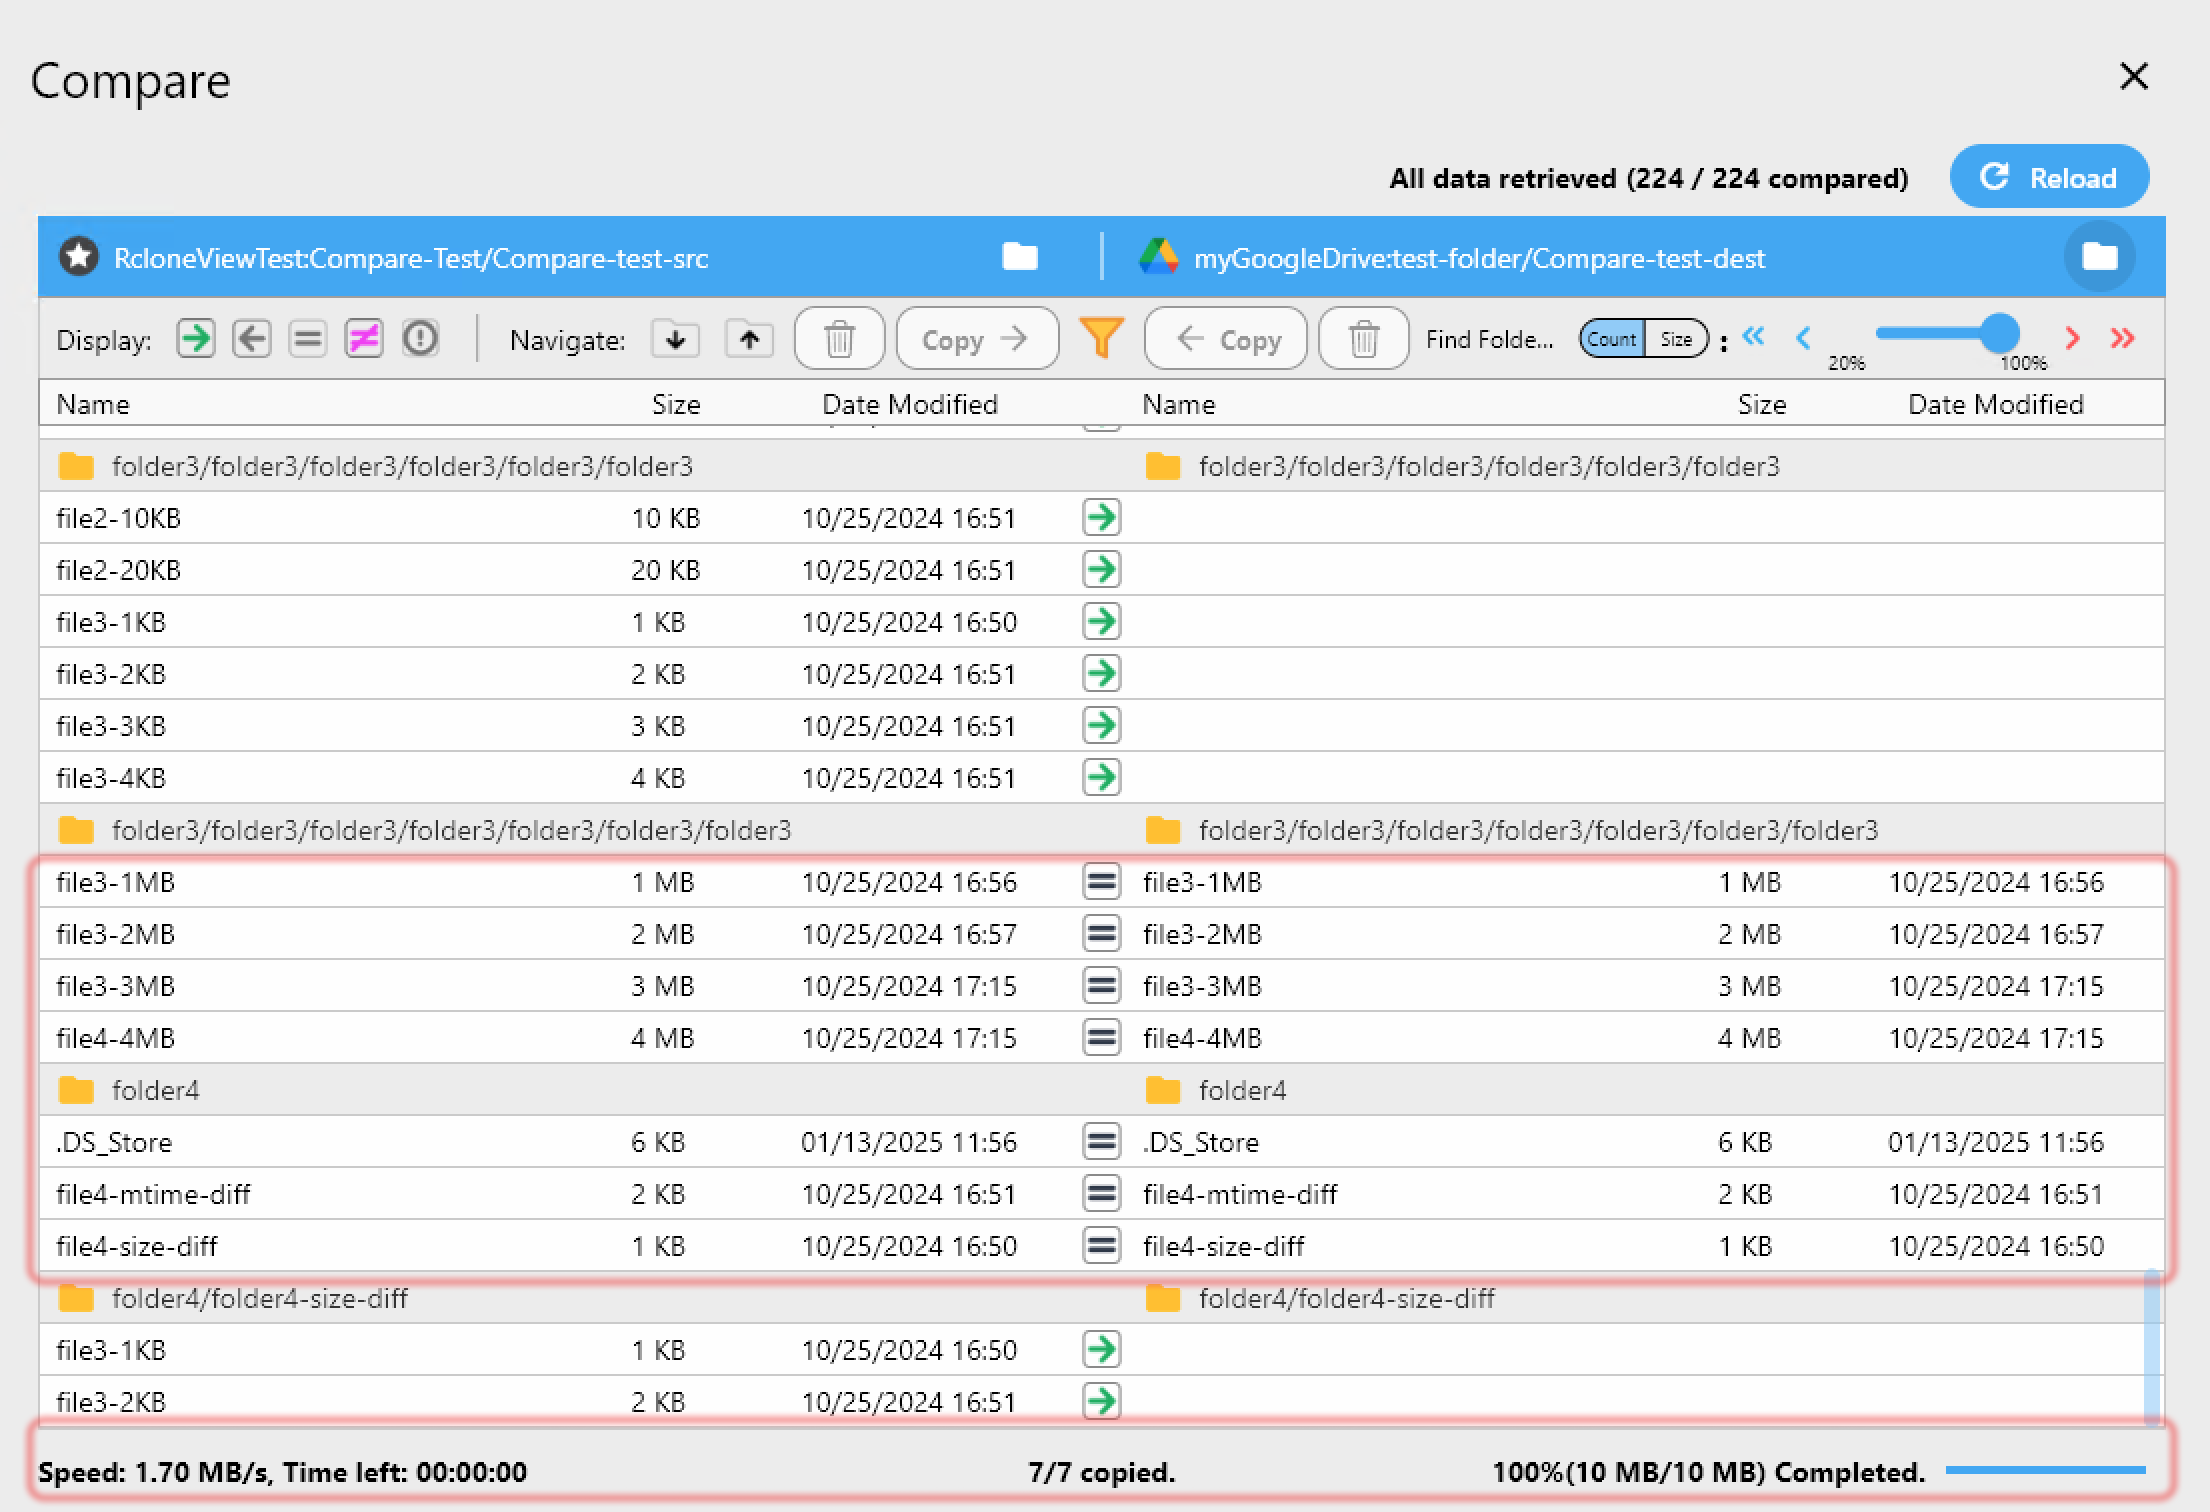 Compare
All data retrieved (224 / 224 compared)
Reload
RcloneViewTest:Compare-Test/Compare-test-src myGoogleDrive:test-folder/Compare-test-dest
Display: Navigate: Copy Copy Find Folde... Count Size : 20% 100%
Name Size Date Modified Name Size Date Modified
folder3/folder3/folder3/folder3/folder3/folder3 folder3/folder3/folder3/folder3/folder3/folder3
file2-10KB 10 KB 10/25/2024 16:51
file2-20KB 20 KB 10/25/2024 16:51
file3-1KB 1 KB 10/25/2024 16:50
file3-2KB 2 KB 10/25/2024 16:51
file3-3KB 3 KB 10/25/2024 16:51
file3-4KB 4 KB 10/25/2024 16:51
folder3/folder3/folder3/folder3/folder3/folder3/folder3 folder3/folder3/folder3/folder3/folder3/folder3/folder3
file3-1MB 1 MB 10/25/2024 16:56 file3-1MB 1 MB 10/25/2024 16:56
file3-2MB 2 MB 10/25/2024 16:57 file3-2MB 2 MB 10/25/2024 16:57
file3-3MB 3 MB 10/25/2024 17:15 file3-3MB 3 MB 10/25/2024 17:15
file4-4MB 4 MB 10/25/2024 17:15 file4-4MB 4 MB 10/25/2024 17:15
folder4 folder4
.DS_Store 6 KB 01/13/2025 11:56 .DS_Store 6 KB 01/13/2025 11:56
file4-mtime-diff 2 KB 10/25/2024 16:51 file4-mtime-diff 2 KB 10/25/2024 16:51
file4-size-diff 1 KB 10/25/2024 16:50 file4-size-diff 1 KB 10/25/2024 16:50
folder4/folder4-size-diff folder4/folder4-size-diff
file3-1KB 1 KB 10/25/2024 16:50
file3-2KB 2 KB 10/25/2024 16:51
Speed: 1.70 MB/s, Time left: 00:00:00 7/7 copied. 100%(10 MB/10 MB) Completed.